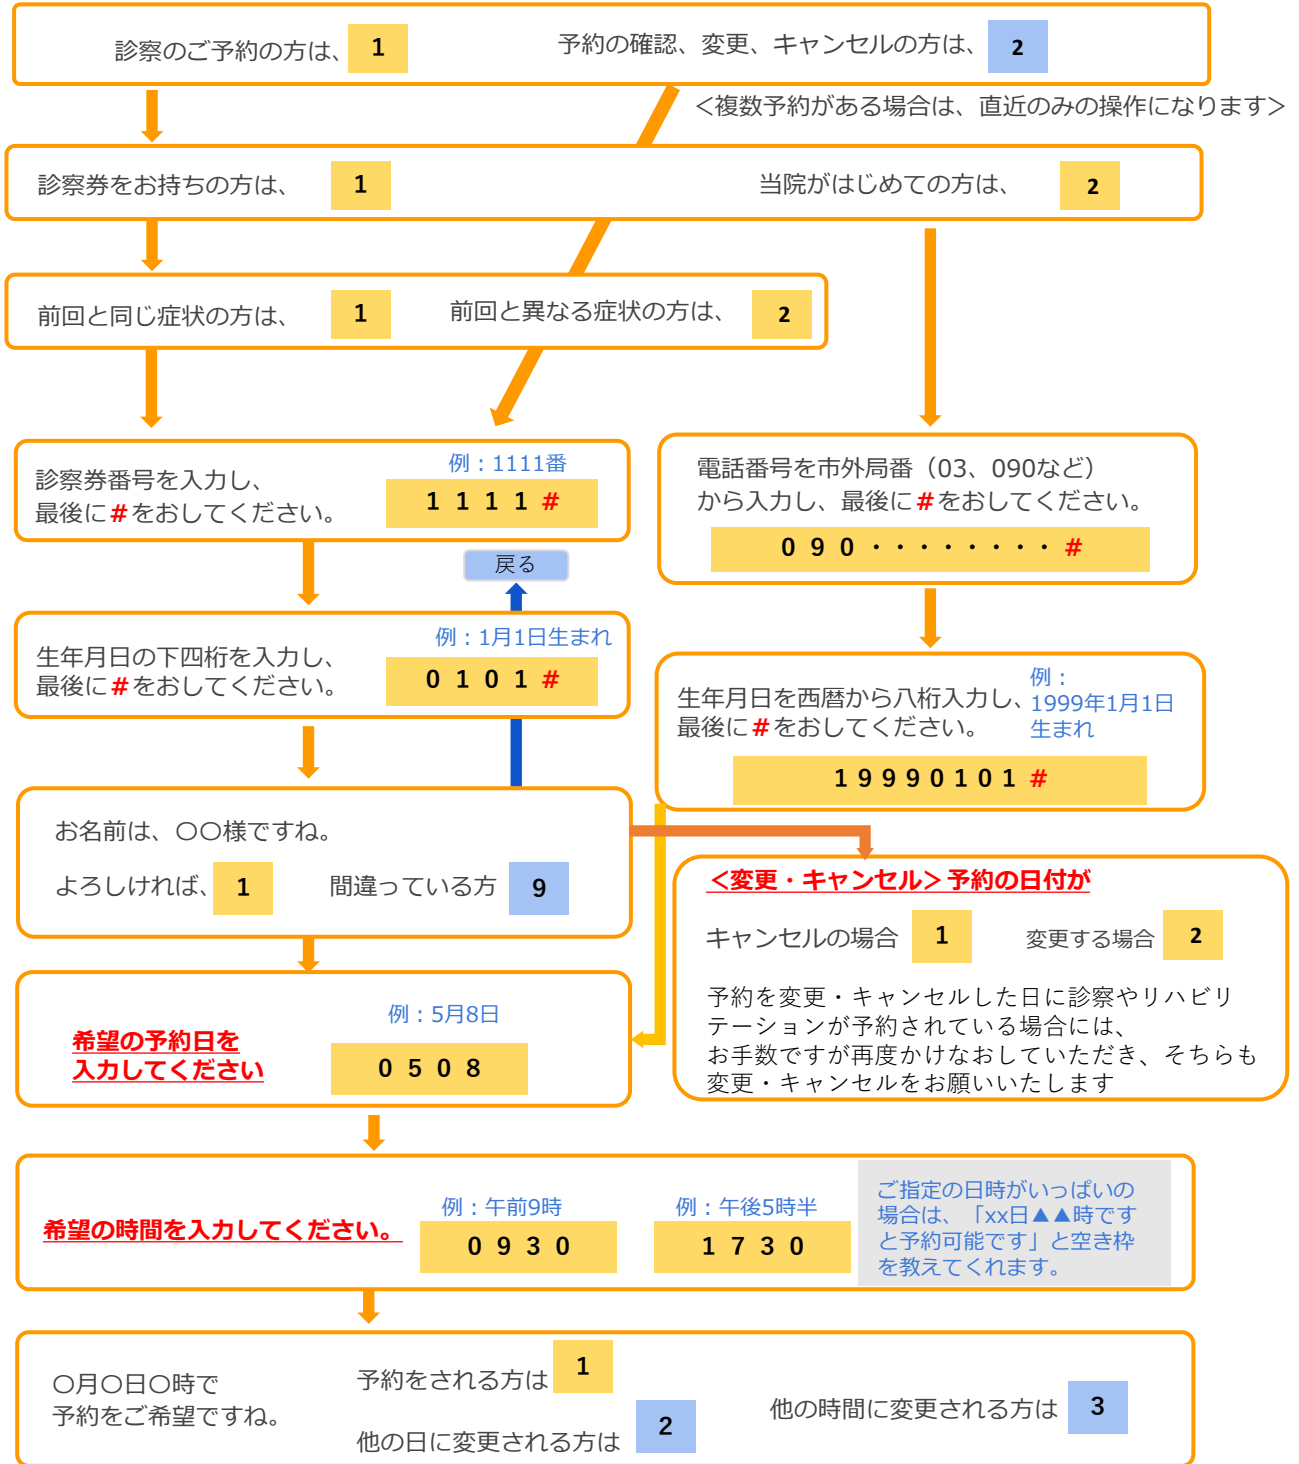 診察のご予約の方は、 1
予約の確認、変更、キャンセルの方は、 2
<複数予約がある場合は、直近のみの操作になります>
診察券をお持ちの方は、 1
当院がはじめての方は、 2
前回と同じ症状の方は、 1
前回と異なる症状の方は、 2
診察券番号を入力し、
最後に#をおしてください。
例：1111番
1 1 1 1 #
電話番号を市外局番（03、090など）
から入力し、最後に#をおしてください。
0 9 0 ・・・・・・・・ #
戻る
生年月日の下四桁を入力し、
最後に#をおしてください。
例：1月1日生まれ
0 1 0 1 #
生年月日を西暦から八桁入力し、
最後に#をおしてください。
例：
1999年1月1日
生まれ
1 9 9 9 0 1 0 1 #
お名前は、〇〇様ですね。
よろしければ、 1
間違っている方 9
<変更・キャンセル> 予約の日付が
キャンセルの場合 1
変更する場合 2
予約を変更・キャンセルした日に診察やリハビリ
テーションが予約されている場合には、
お手数ですが再度かけなおしていただき、そちらも
変更・キャンセルをお願いいたします
希望の予約日を
入力してください
例：5月8日
0 5 0 8
希望の時間を入力してください。
例：午前9時
0 9 3 0
例：午後5時半
1 7 3 0
ご指定の日時がいっぱいの
場合は、「xx日▲▲時です
と予約可能です」と空き枠
を教えてくれます。
〇月〇日〇時で
予約をご希望ですね。
予約をされる方は 1
他の日に変更される方は 2
他の時間に変更される方は 3